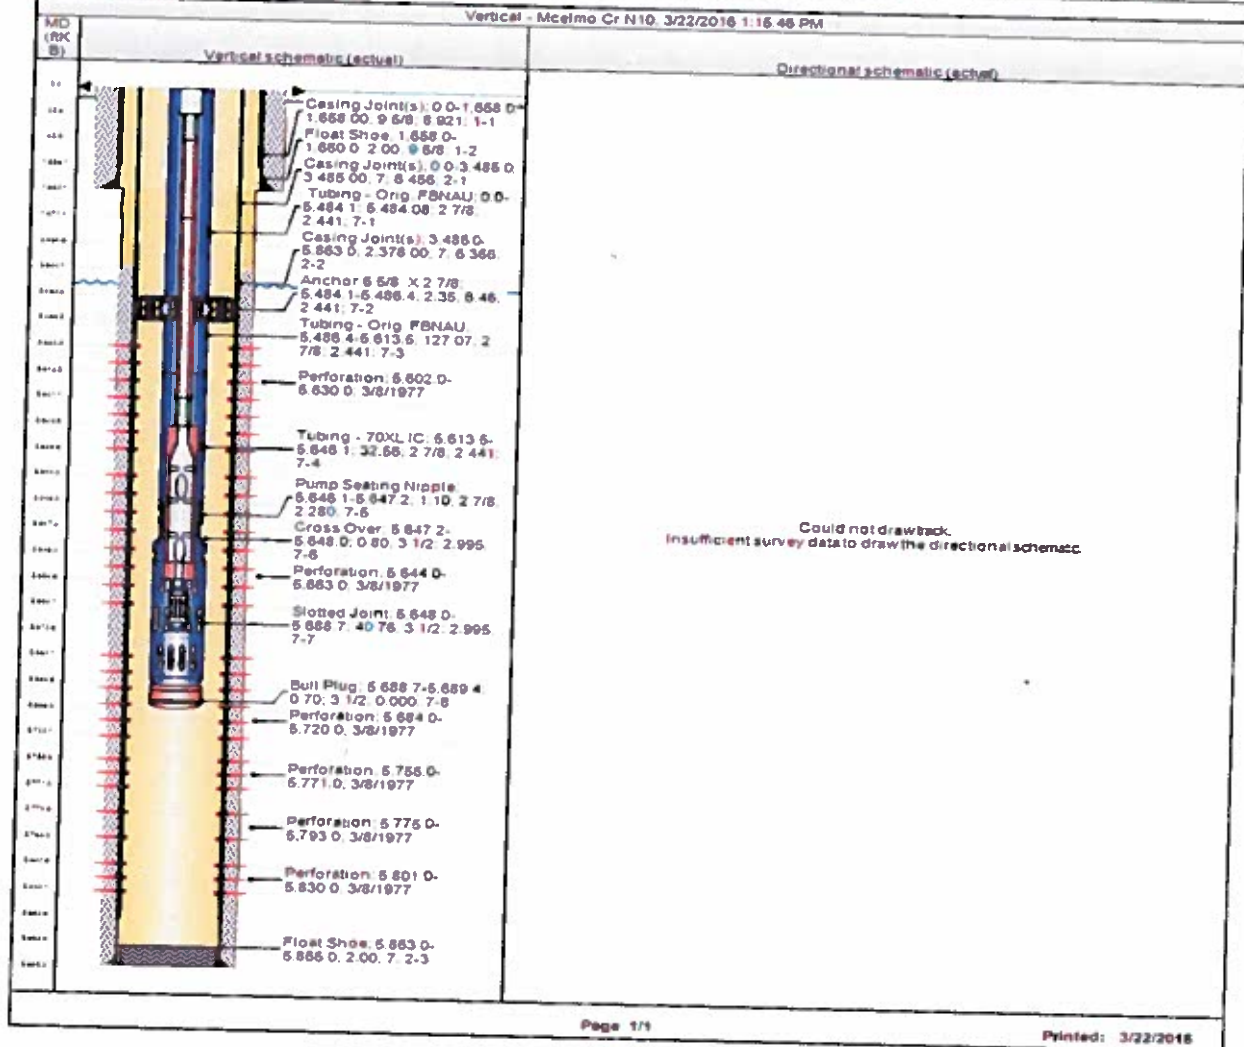 Vertical - Mcelmo Cr N10, 3/22/2016 1:15:46 PM
MD
(RK
B)
Vertical schematic (actual)
Directional schematic (actual)
Casing Joint(s); 0.0-1,658.0;
1,658.00; 9 5/8; 8.921; 1-1
Float Shoe; 1,658.0-
1,660.0; 2.00; 9 5/8; 1-2
Casing Joint(s); 0.0-3,485.0;
3,485.00; 7; 6.456; 2-1
Tubing - Orig. FBNAU; 0.0-
5,484.1; 5,484.08; 2 7/8;
2.441; 7-1
Casing Joint(s); 3,485.0-
5,863.0; 2,378.00; 7; 6.366;
2-2
Anchor 6 5/8 X 2 7/8;
5,484.1-5,486.4; 2.35; 6.46;
2.441; 7-2
Tubing - Orig. FBNAU;
5,486.4-5,613.5; 127.07; 2
7/8; 2.441; 7-3
Perforation; 5,602.0-
5,630.0; 3/8/1977
Tubing - 70XL IC; 5,613.5-
5,646.1; 32.56; 2 7/8; 2.441;
7-4
Pump Seating Nipple;
5,646.1-5,647.2; 1.10; 2 7/8;
2.280; 7-5
Cross Over; 5,647.2-
5,648.0; 0.80; 3 1/2; 2.995;
7-6
Perforation; 5,644.0-
5,663.0; 3/8/1977
Slotted Joint; 5,648.0-
5,688.7; 40.76; 3 1/2; 2.995;
7-7
Bull Plug; 5,688.7-5,689.4;
0.70; 3 1/2; 0.000; 7-8
Perforation; 5,684.0-
5,720.0; 3/8/1977
Perforation; 5,755.0-
5,771.0; 3/8/1977
Perforation; 5,775.0-
5,793.0; 3/8/1977
Perforation; 5,801.0-
5,830.0; 3/8/1977
Float Shoe; 5,863.0-
5,865.0; 2.00; 7; 2-3
Could not draw track.
Insufficient survey data to draw the directional schematic.
Page 1/1
Printed: 3/22/2016